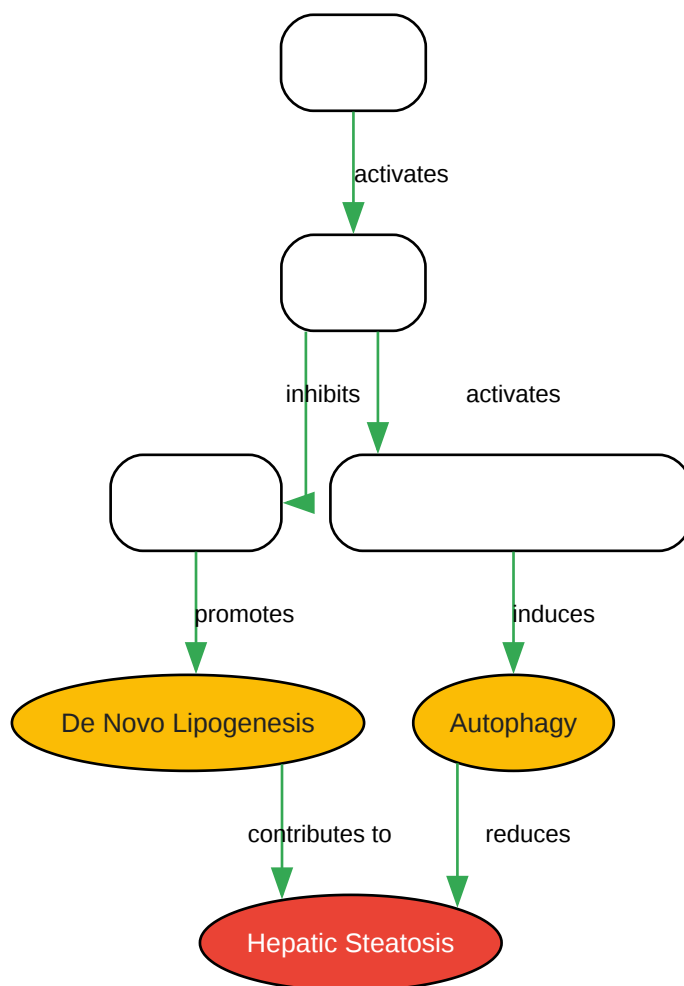 activates
inhibits
activates
promotes
induces
De Novo Lipogenesis
Autophagy
contributes to
reduces
Hepatic Steatosis